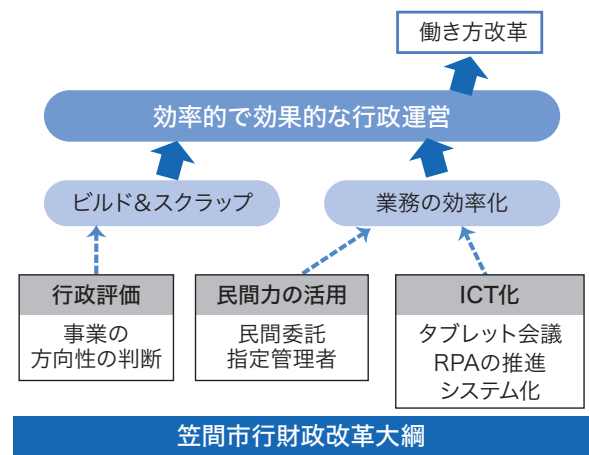 働き方改革
効率的で効果的な行政運営
ビルド&スクラップ
業務の効率化
行政評価
事業の
方向性の判断
民間力の活用
民間委託
指定管理者
ICT化
タブレット会議
RPAの推進
システム化
笠間市行財政改革大綱